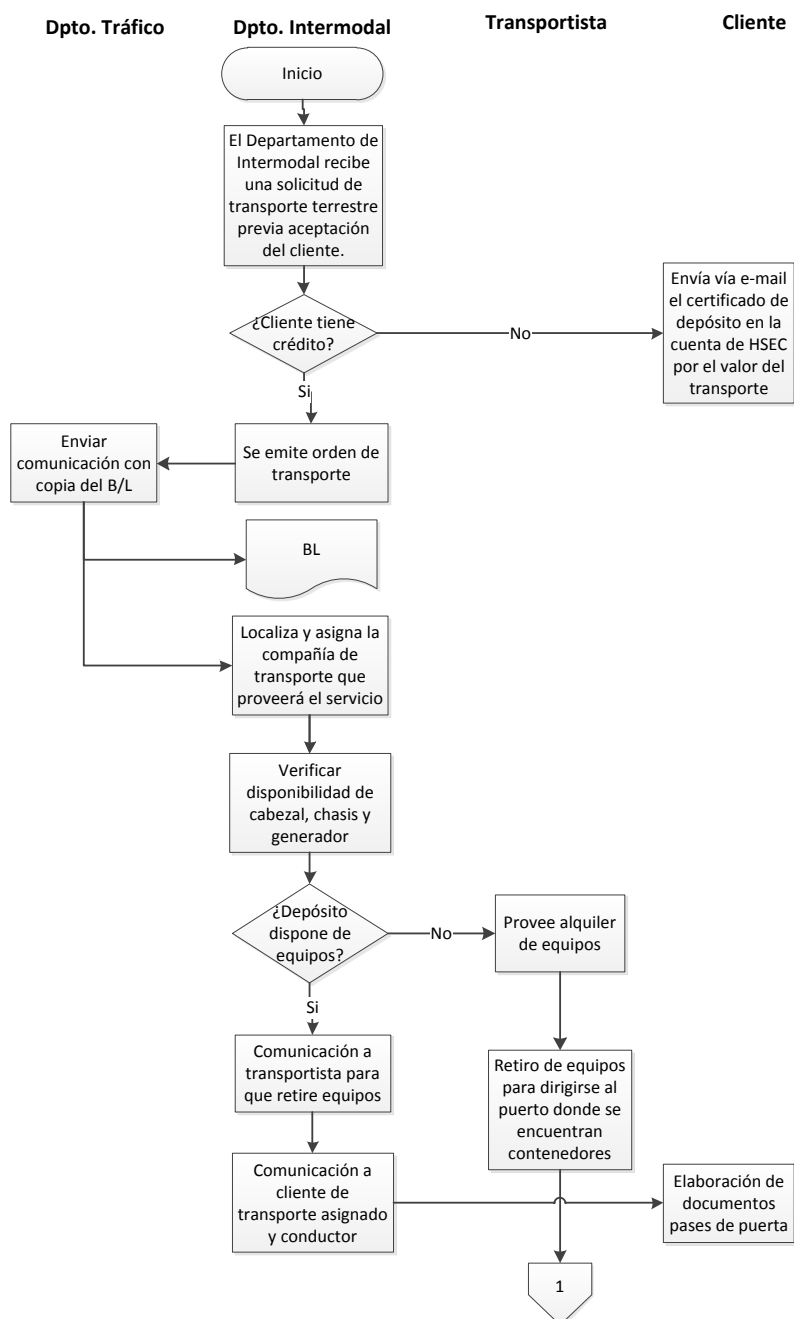 Dpto. Tráfico
Dpto. Intermodal
Transportista
Cliente
Inicio
El Departamento de
Intermodal recibe
una solicitud de
transporte terrestre
previa aceptación
del cliente.
¿Cliente tiene
crédito?
No
Envía vía e-mail
el certificado de
depósito en la
cuenta de HSEC
por el valor del
transporte
Si
Se emite orden de
transporte
Enviar
comunicación con
copia del B/L
BL
Localiza y asigna la
compañía de
transporte que
proveerá el servicio
Verificar
disponibilidad de
cabezal, chasis y
generador
¿Depósito
dispone de
equipos?
No
Provee alquiler
de equipos
Si
Comunicación a
transportista para
que retire equipos
Retiro de equipos
para dirigirse al
puerto donde se
encuentran
contenedores
Comunicación a
cliente de
transporte asignado
y conductor
Elaboración de
documentos
pases de puerta
1